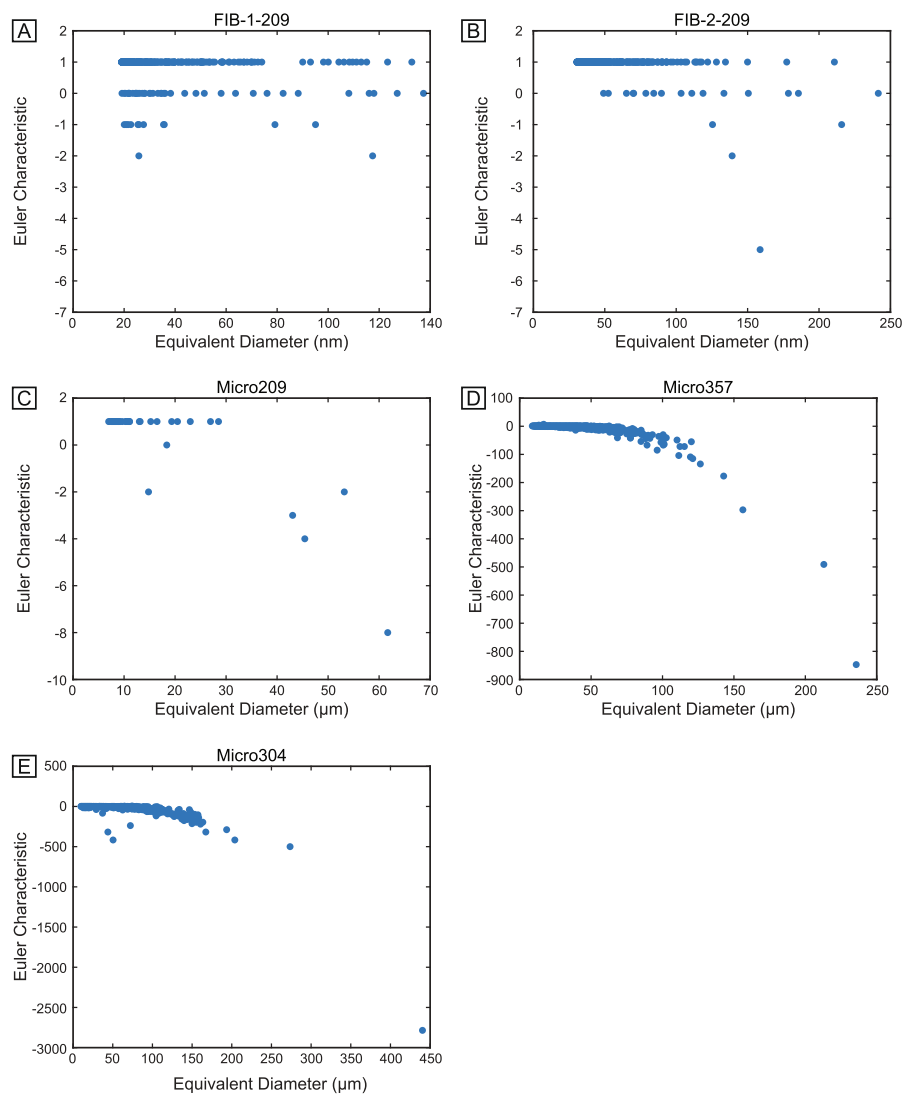 A
FIB-1-209
2
1
0
-1
-2
-3
-4
-5
-6
-7
Euler Characteristic
0 20 40 60 80 100 120 140
Equivalent Diameter (nm)
B
FIB-2-209
2
1
0
-1
-2
-3
-4
-5
-6
-7
Euler Characteristic
0 50 100 150 200 250
Equivalent Diameter (nm)
C
Micro209
2
0
-2
-4
-6
-8
-10
Euler Characteristic
0 10 20 30 40 50 60 70
Equivalent Diameter (µm)
D
Micro357
100
0
-100
-200
-300
-400
-500
-600
-700
-800
-900
Euler Characteristic
0 50 100 150 200 250
Equivalent Diameter (µm)
E
Micro304
500
0
-500
-1000
-1500
-2000
-2500
-3000
Euler Characteristic
0 50 100 150 200 250 300 350 400 450
Equivalent Diameter (µm)